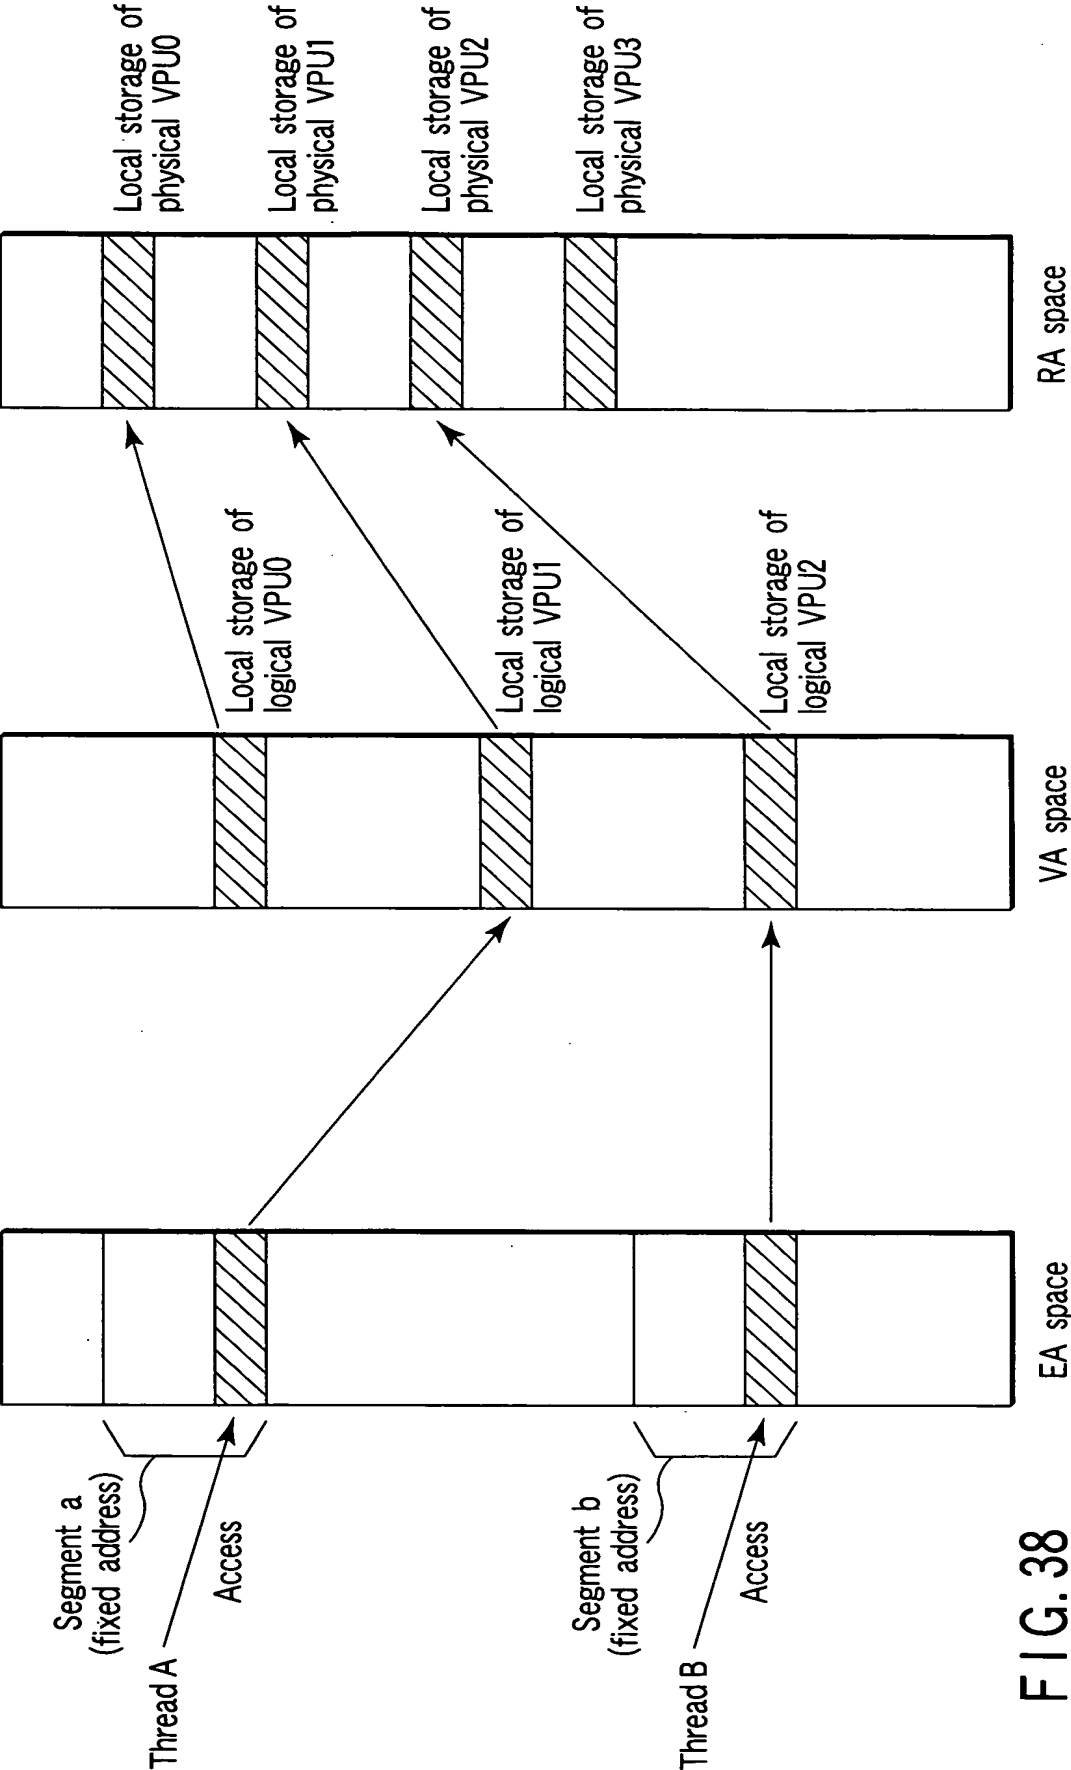 Segment a
(fixed address)
Thread A
Access
Segment b
(fixed address)
Thread B
Access
EA space
Local storage of
logical VPU0
Local storage of
logical VPU1
Local storage of
logical VPU2
VA space
Local storage of
physical VPU0
Local storage of
physical VPU1
Local storage of
physical VPU2
Local storage of
physical VPU3
RA space
FIG. 38